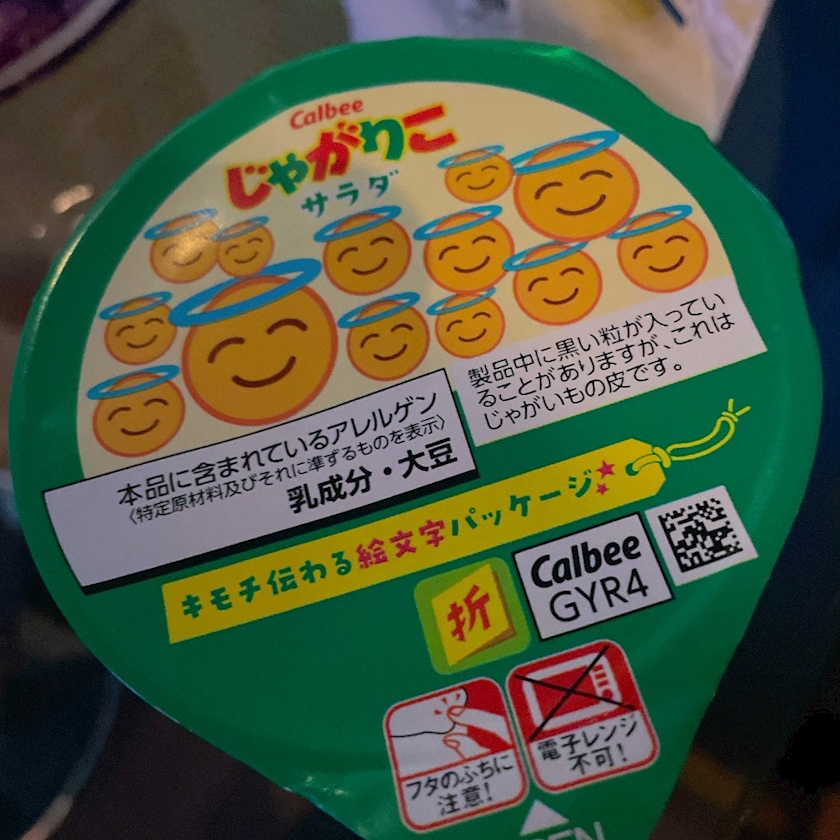 Calbee
じゃがりこ
サラダ
製品中に黒い粒が入ってい
ることがありますが、これは
じゃがいもの皮です。
本品に含まれているアレルゲン
〈特定原材料及びそれに準ずるものを表示〉
乳成分・大豆
キモチ伝わる絵文字パッケージ
折
Calbee
GYR4
フタのふちに
注意!
電子レンジ
不可!